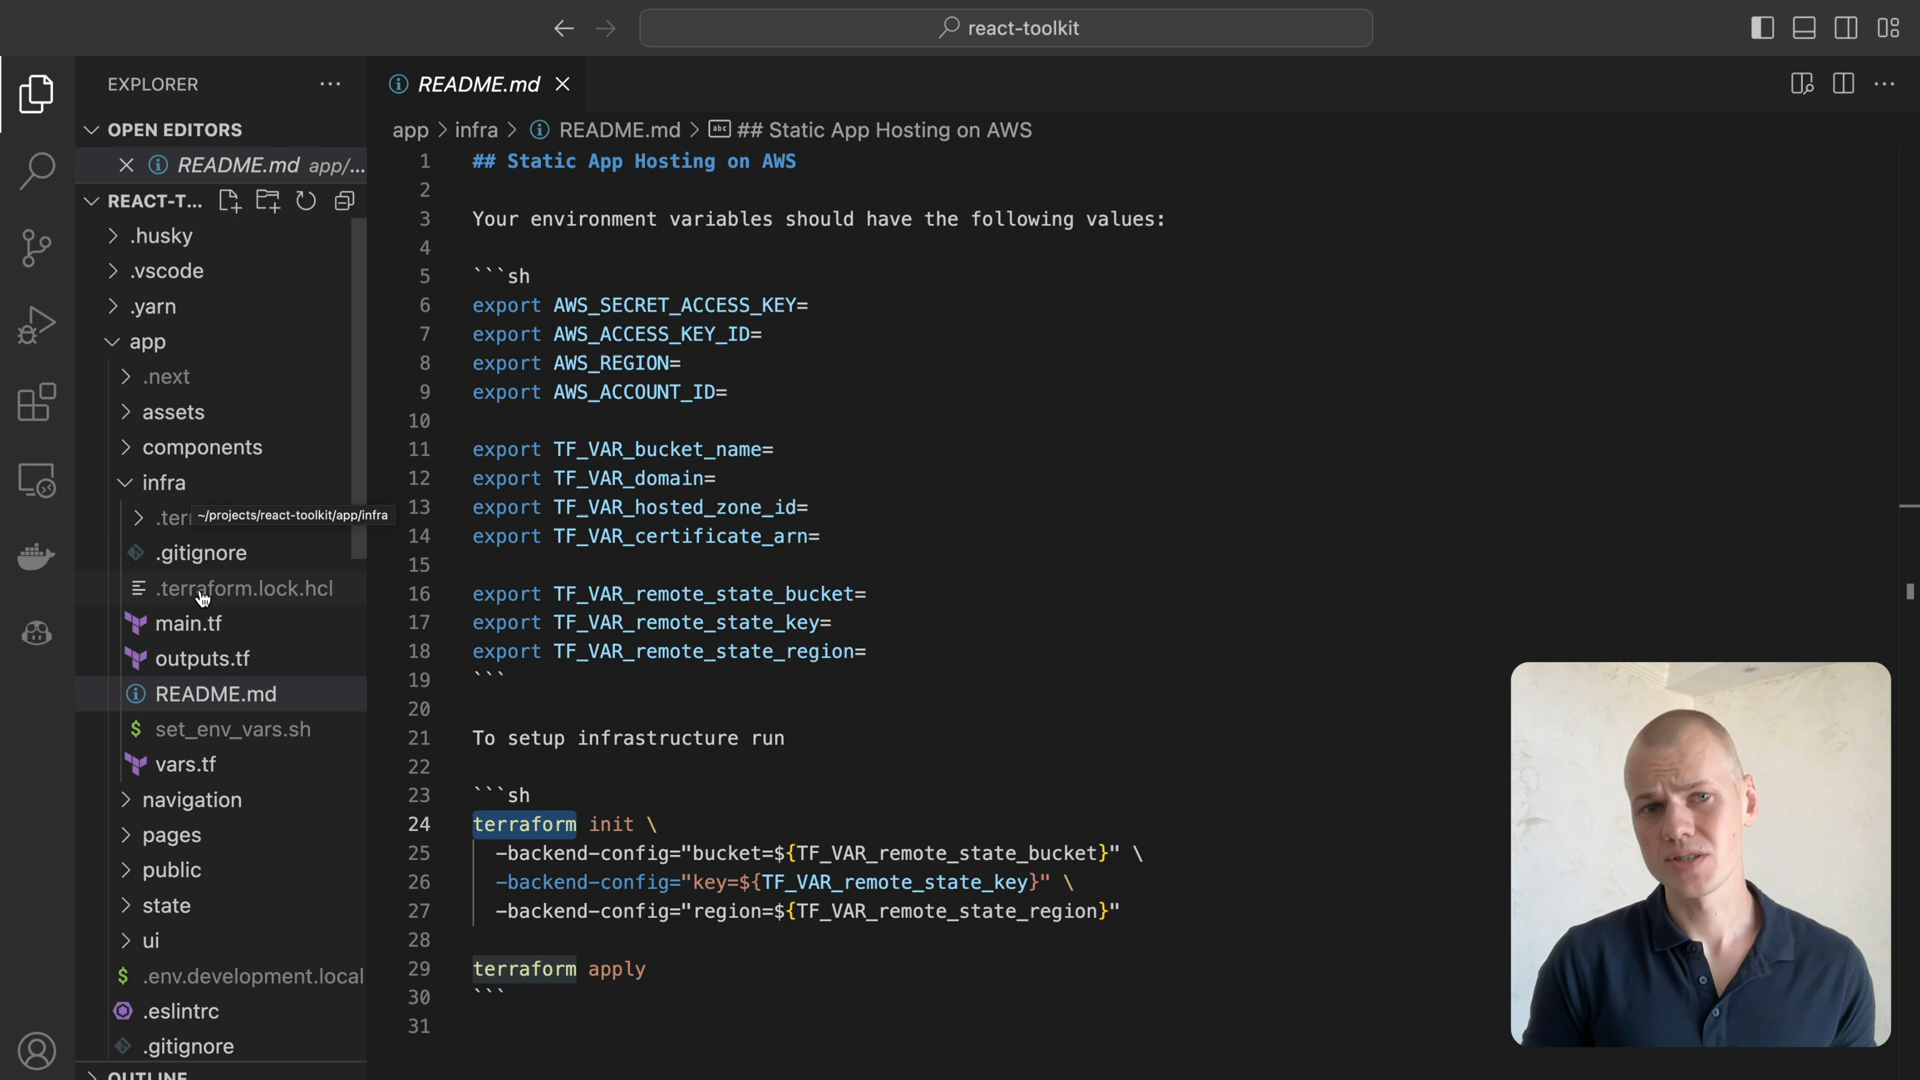 react-toolkit
EXPLORER
README.md
OPEN EDITORS
README.md app/...
REACT-T...
.husky
.vscode
.yarn
app
.next
assets
components
infra
.ter
~/projects/react-toolkit/app/infra
.gitignore
.terraform.lock.hcl
main.tf
outputs.tf
README.md
$ set_env_vars.sh
vars.tf
navigation
pages
public
state
ui
$ .env.development.local
.eslintrc
.gitignore
OUTLINE
app > infra > README.md > abc ## Static App Hosting on AWS
1 ## Static App Hosting on AWS
2
3 Your environment variables should have the following values:
4
5 ```sh
6 export AWS_SECRET_ACCESS_KEY=
7 export AWS_ACCESS_KEY_ID=
8 export AWS_REGION=
9 export AWS_ACCOUNT_ID=
10
11 export TF_VAR_bucket_name=
12 export TF_VAR_domain=
13 export TF_VAR_hosted_zone_id=
14 export TF_VAR_certificate_arn=
15
16 export TF_VAR_remote_state_bucket=
17 export TF_VAR_remote_state_key=
18 export TF_VAR_remote_state_region=
19 ```
20
21 To setup infrastructure run
22
23 ```sh
24 terraform init \
25 -backend-config="bucket=${TF_VAR_remote_state_bucket}" \
26 -backend-config="key=${TF_VAR_remote_state_key}" \
27 -backend-config="region=${TF_VAR_remote_state_region}"
28
29 terraform apply
30 ```
31